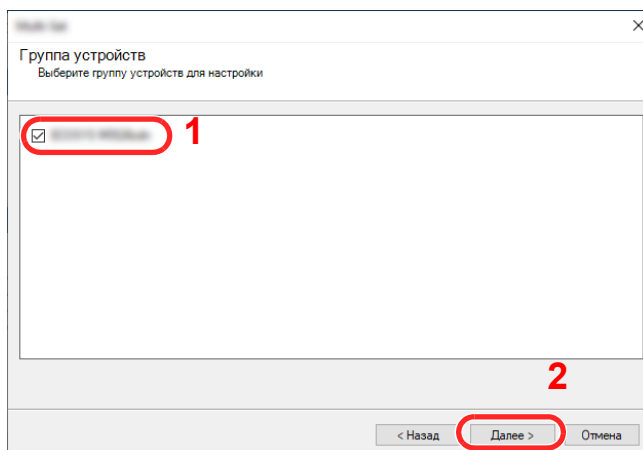 Группа устройств
Выберите группу устройств для настройки
1
2
< Назад
Далее >
Отмена